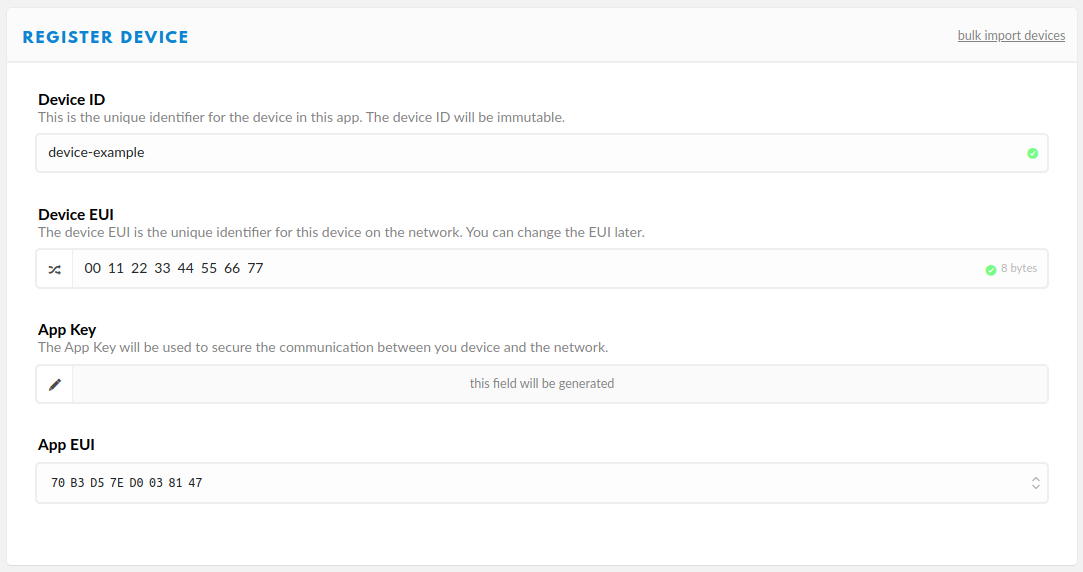 REGISTER DEVICE
bulk import devices
Device ID
This is the unique identifier for the device in this app. The device ID will be immutable.
device-example
Device EUI
The device EUI is the unique identifier for this device on the network. You can change the EUI later.
00 11 22 33 44 55 66 77
8 bytes
App Key
The App Key will be used to secure the communication between you device and the network.
this field will be generated
App EUI
70 B3 D5 7E D0 03 81 47